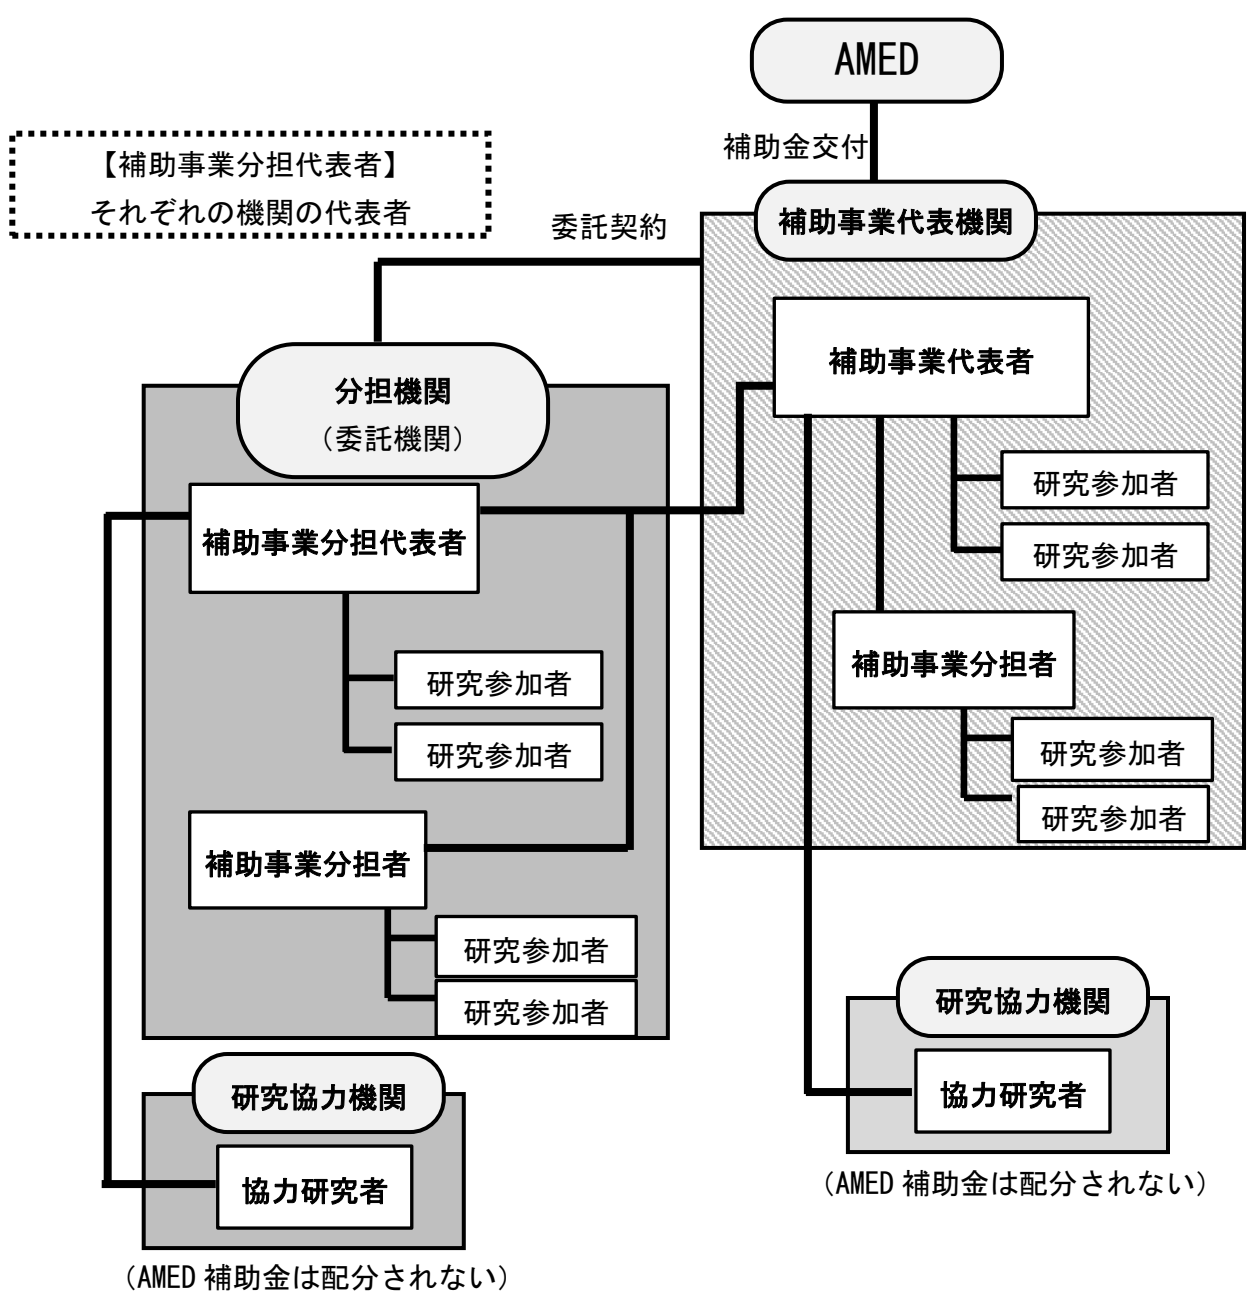 AMED
補助金交付
【補助事業分担代表者】
それぞれの機関の代表者
委託契約
補助事業代表機関
補助事業代表者
研究参加者
研究参加者
補助事業分担者
研究参加者
研究参加者
分担機関
（委託機関）
補助事業分担代表者
研究参加者
研究参加者
補助事業分担者
研究参加者
研究参加者
研究協力機関
協力研究者
（AMED 補助金は配分されない）
研究協力機関
協力研究者
（AMED 補助金は配分されない）